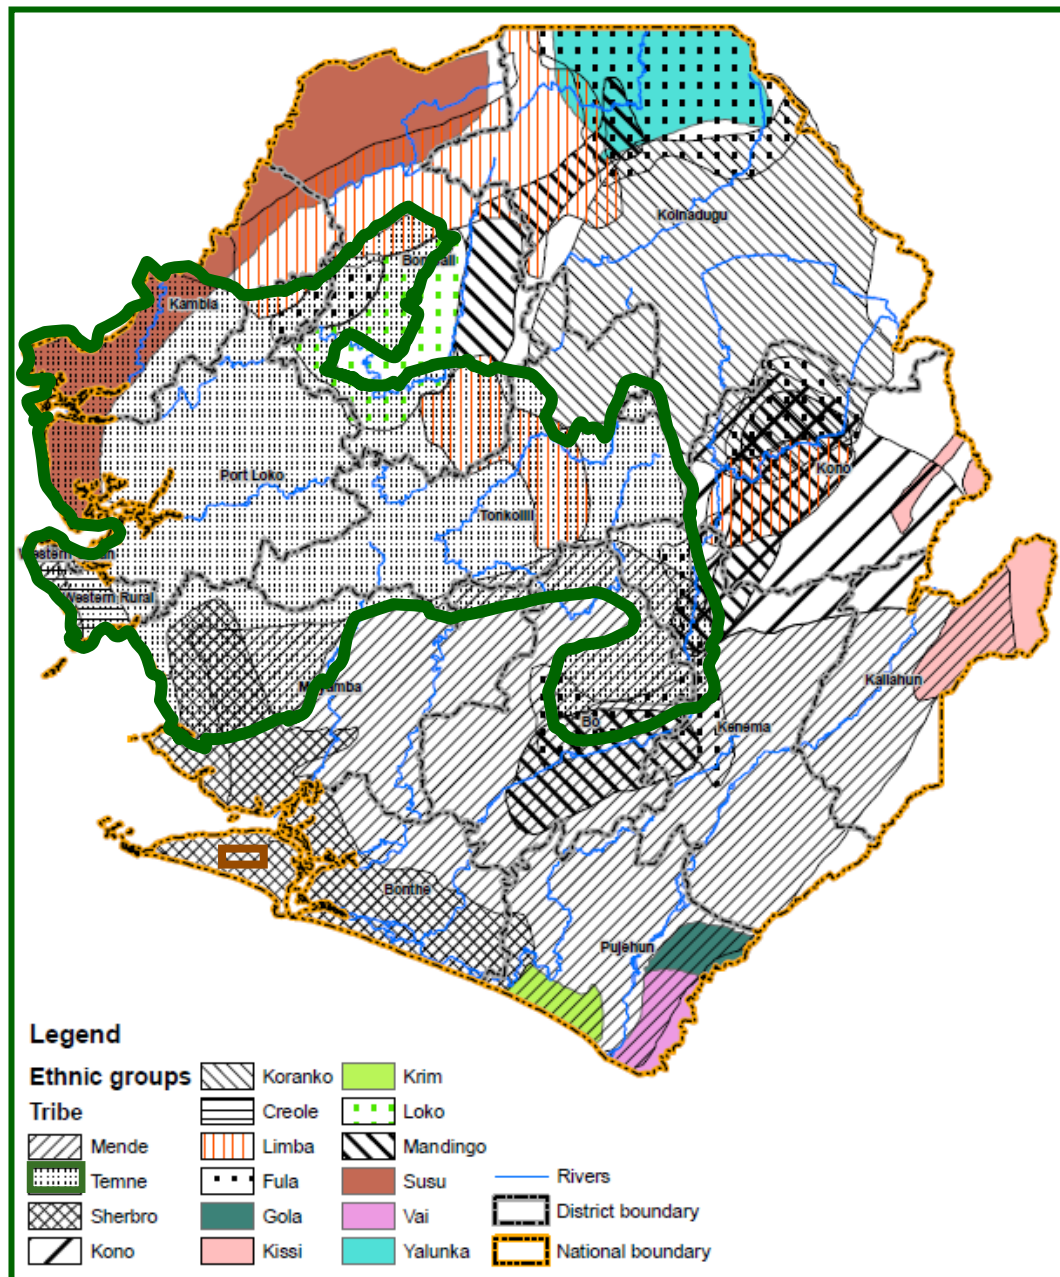 Koinadugu
Bombali
Kambia
Port Loko
Kono
Tonkolili
Western Urban
Western Rural
Moyamba
Kailahun
Bo
Kenema
Bonthe
Pujehun
Legend
Ethnic groups
Tribe
Mende
Temne
Sherbro
Kono
Koranko
Creole
Limba
Fula
Gola
Kissi
Krim
Loko
Mandingo
Susu
Vai
Yalunka
Rivers
District boundary
National boundary